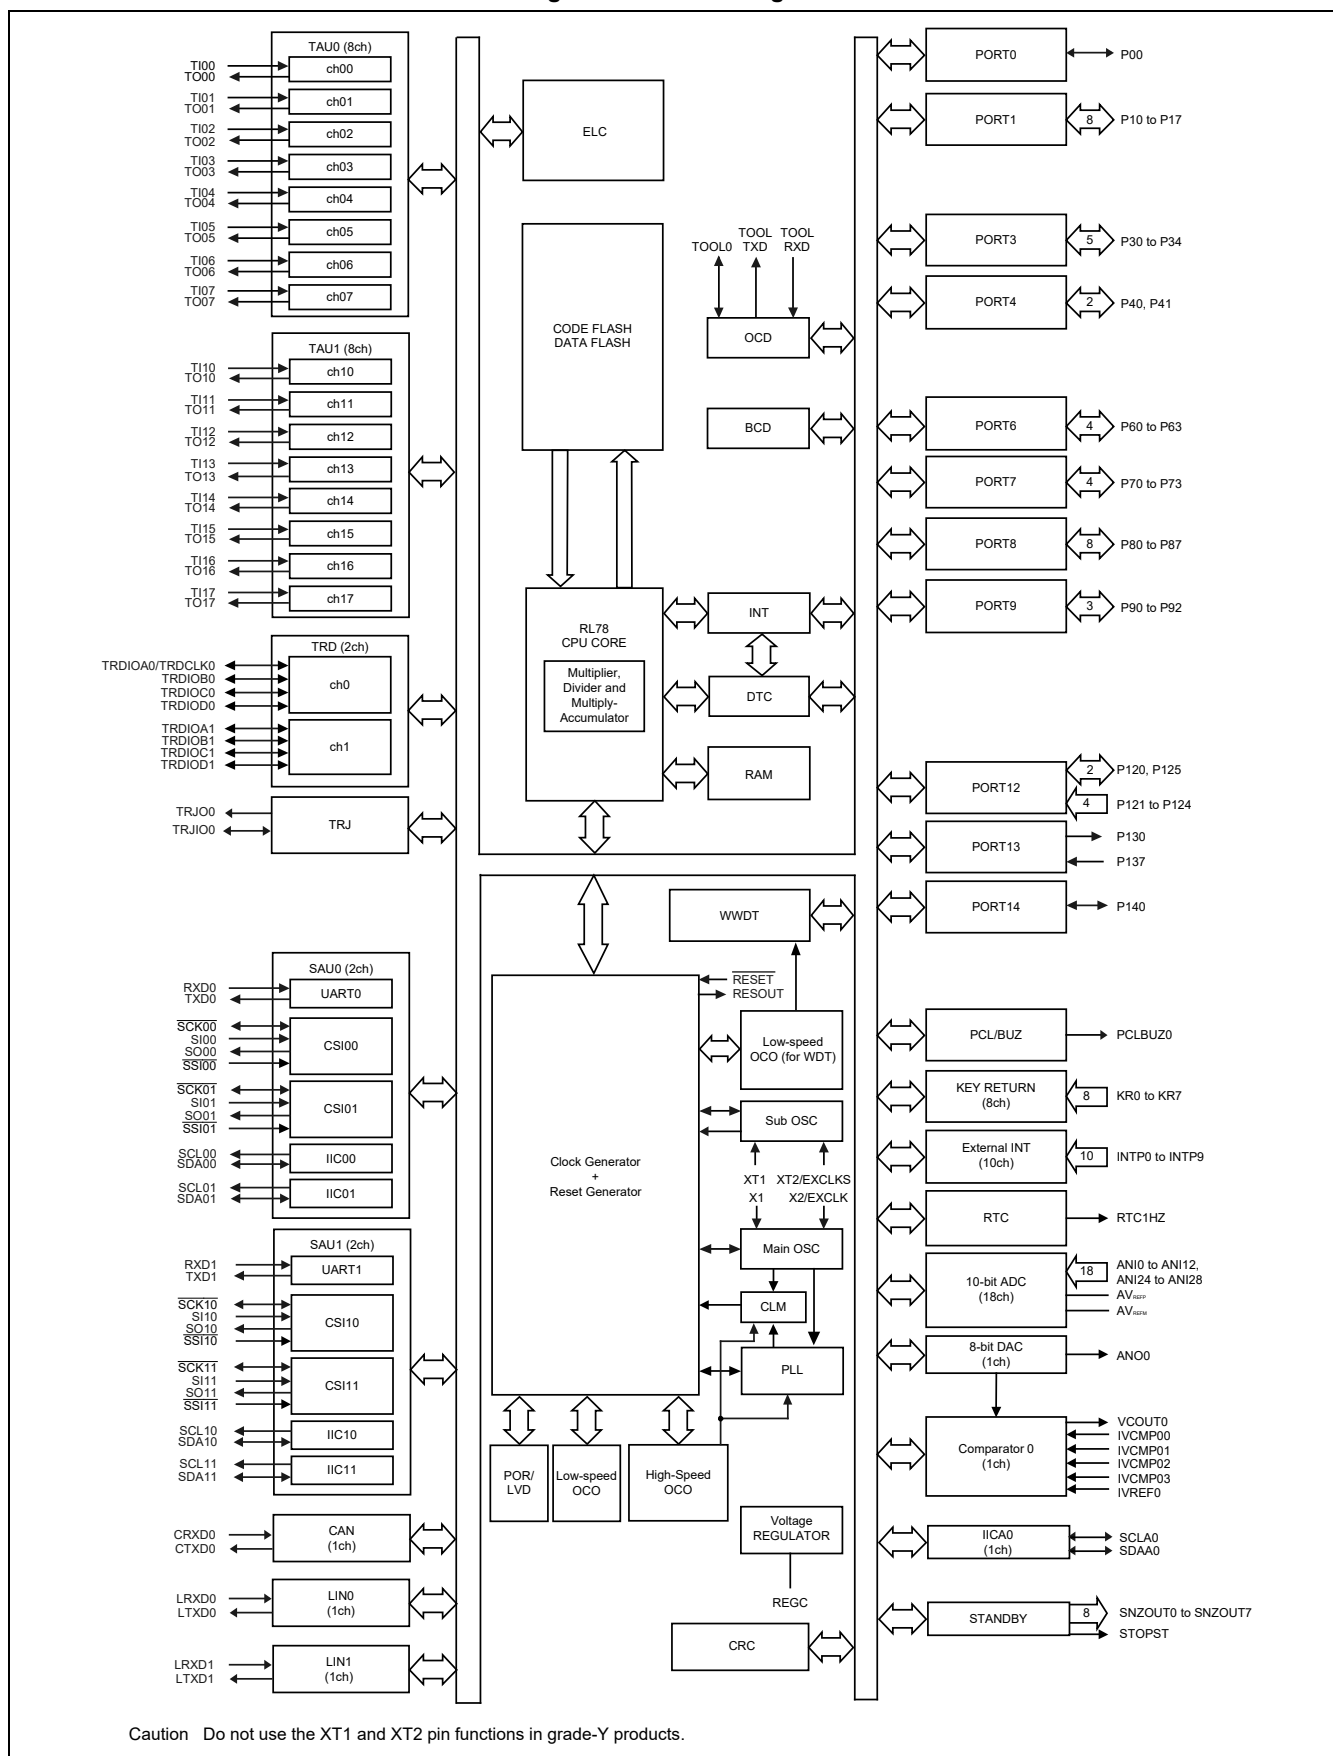 TAU0 (8ch)
TI00
TO00
ch00
TI01
TO01
ch01
TI02
TO02
ch02
TI03
TO03
ch03
TI04
TO04
ch04
TI05
TO05
ch05
TI06
TO06
ch06
TI07
TO07
ch07
TAU1 (8ch)
TI10
TO10
ch10
TI11
TO11
ch11
TI12
TO12
ch12
TI13
TO13
ch13
TI14
TO14
ch14
TI15
TO15
ch15
TI16
TO16
ch16
TI17
TO17
ch17
TRD (2ch)
TRDIOA0/TRDCLK0
TRDIOB0
TRDIOC0
TRDIOD0
ch0
TRDIOA1
TRDIOB1
TRDIOC1
TRDIOD1
ch1
TRJO0
TRJIO0
TRJ
SAU0 (2ch)
RXD0
TXD0
UART0
SCK00
SI00
SO00
SSI00
CSI00
SCK01
SI01
SO01
SSI01
CSI01
SCL00
SDA00
IIC00
SCL01
SDA01
IIC01
SAU1 (2ch)
RXD1
TXD1
UART1
SCK10
SI10
SO10
SSI10
CSI10
SCK11
SI11
SO11
SSI11
CSI11
SCL10
SDA10
IIC10
SCL11
SDA11
IIC11
CRXD0
CTXD0
CAN
(1ch)
LRXD0
LTXD0
LIN0
(1ch)
LRXD1
LTXD1
LIN1
(1ch)
ELC
CODE FLASH
DATA FLASH
TOOL0
TOOL
TXD
TOOL
RXD
OCD
BCD
RL78
CPU CORE
Multiplier,
Divider and
Multiply-
Accumulator
INT
DTC
RAM
WWDT
RESET
RESOUT
Clock Generator
+
Reset Generator
Low-speed
OCO (for WDT)
Sub OSC
XT1
XT2/EXCLKS
X1
X2/EXCLK
Main OSC
CLM
PLL
POR/
LVD
Low-speed
OCO
High-Speed
OCO
Voltage
REGULATOR
REGC
CRC
PORT0
P00
PORT1
8
P10 to P17
PORT3
5
P30 to P34
PORT4
2
P40, P41
PORT6
4
P60 to P63
PORT7
4
P70 to P73
PORT8
8
P80 to P87
PORT9
3
P90 to P92
PORT12
2
P120, P125
4
P121 to P124
PORT13
P130
P137
PORT14
P140
PCL/BUZ
PCLBUZ0
KEY RETURN
(8ch)
8
KR0 to KR7
External INT
(10ch)
10
INTP0 to INTP9
RTC
RTC1HZ
10-bit ADC
(18ch)
18
ANI0 to ANI12,
ANI24 to ANI28
AVREFP
AVREFM
8-bit DAC
(1ch)
ANO0
Comparator 0
(1ch)
VCOUT0
IVCMP00
IVCMP01
IVCMP02
IVCMP03
IVREF0
IICA0
(1ch)
SCLA0
SDAA0
STANDBY
8
SNZOUT0 to SNZOUT7
STOPST
Caution Do not use the XT1 and XT2 pin functions in grade-Y products.